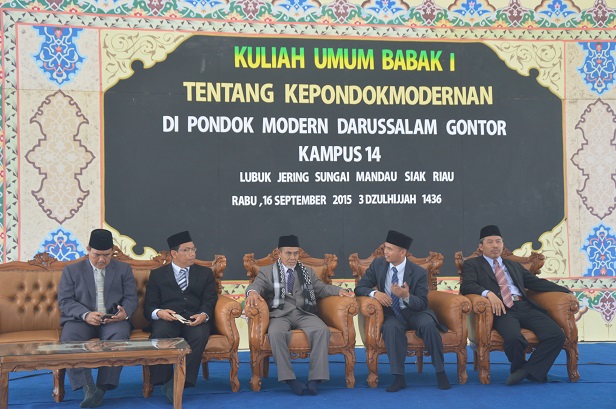 KULIAH UMUM BABAK I
TENTANG KEPONDOKMODERNAN
DI PONDOK MODERN DARUSSALAM GONTOR
KAMPUS 14
LUBUK JERING SUNGAI MANDAU SIAK RIAU
RABU ,16 SEPTEMBER 2015 3 DZULHIJJAH 1436